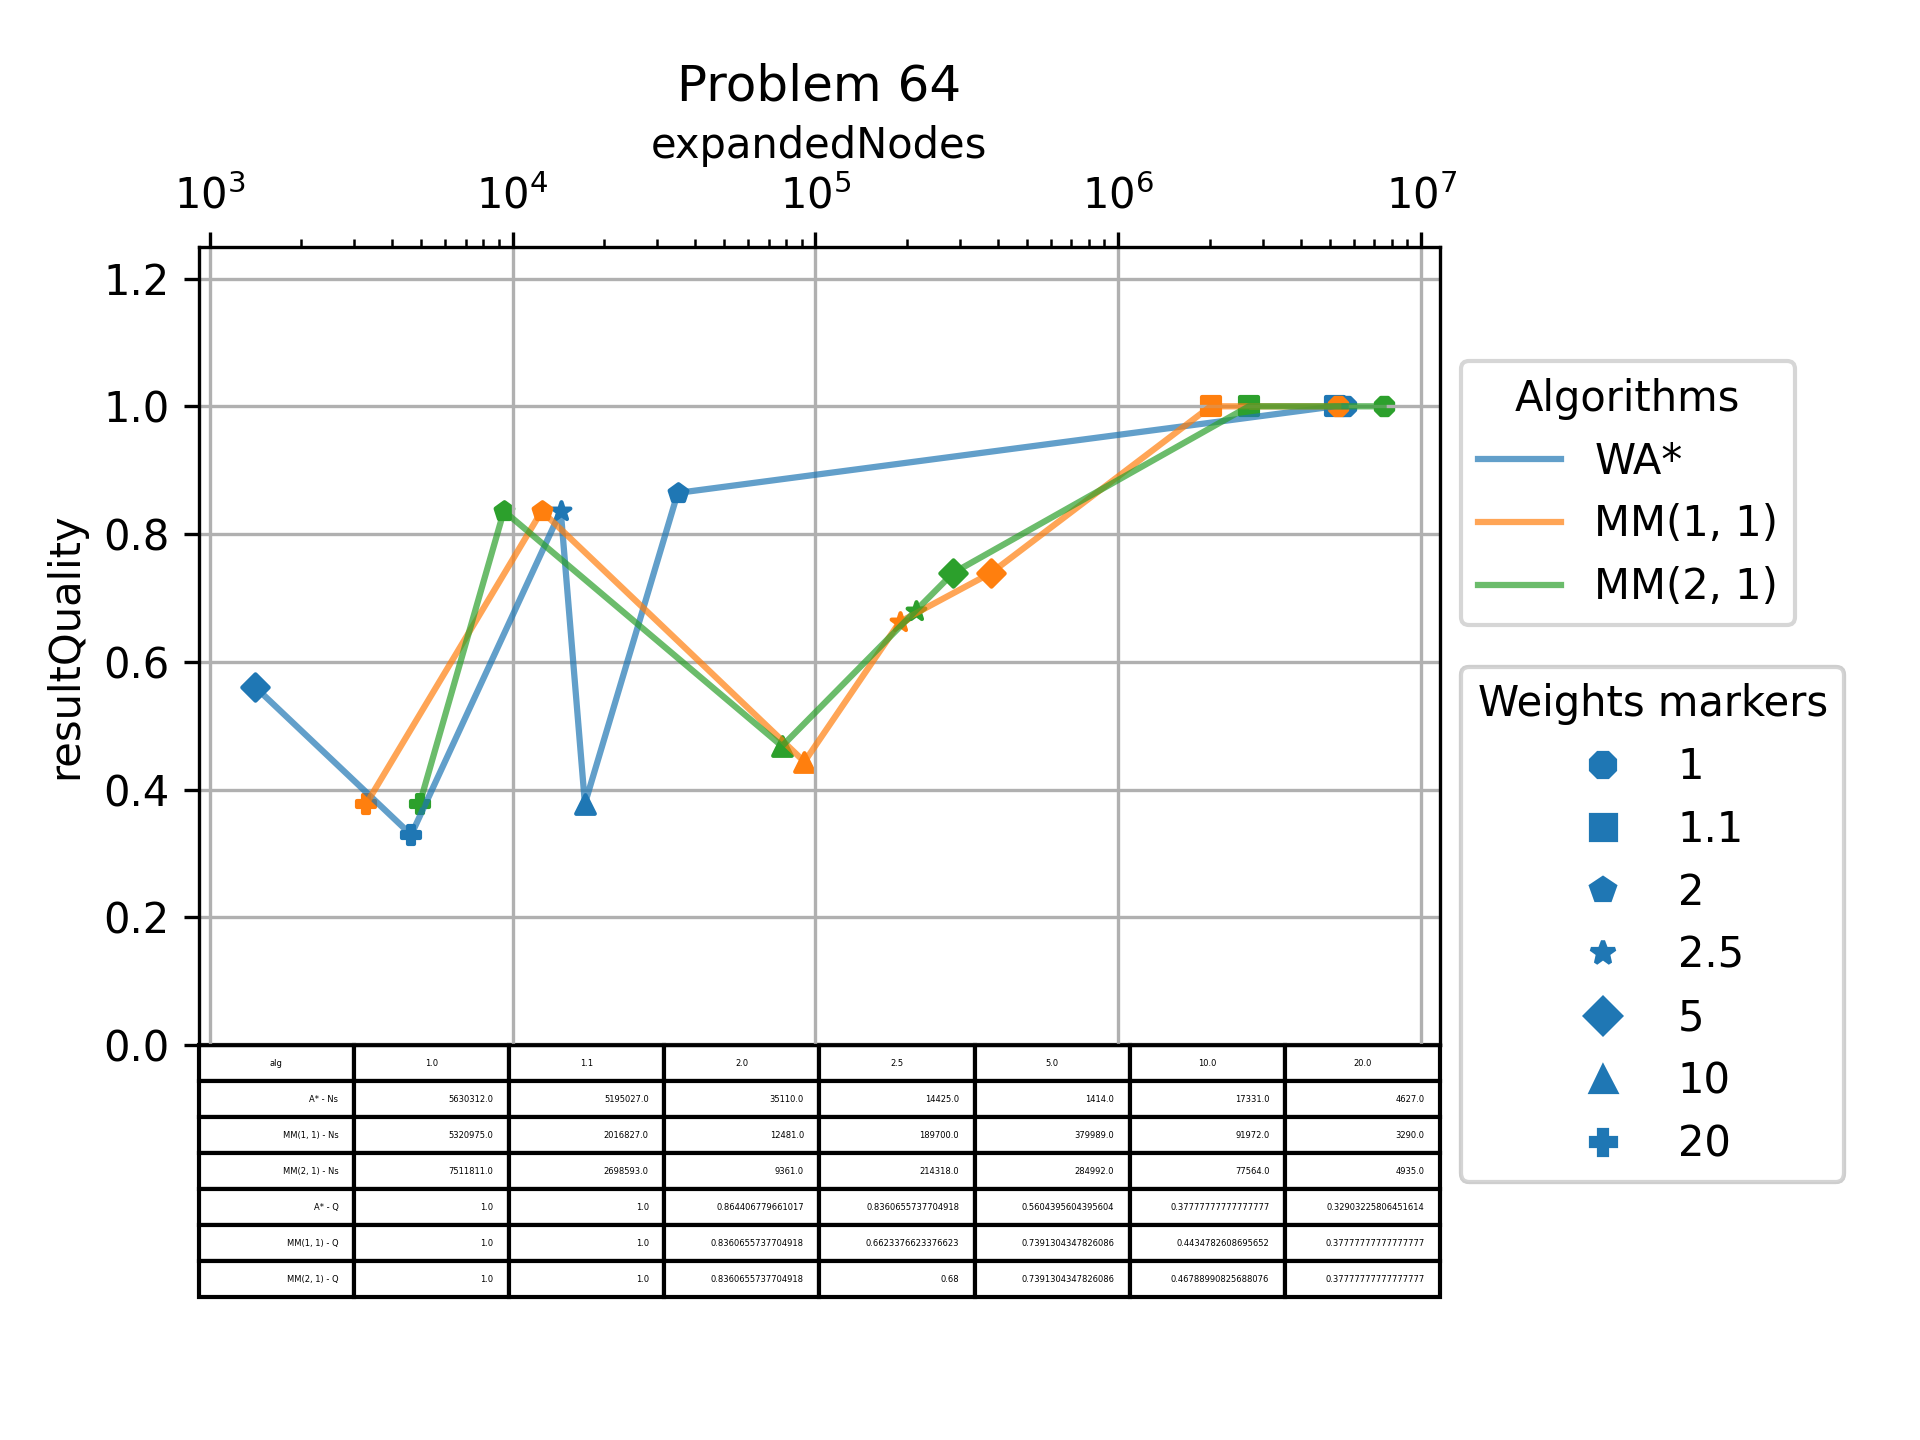 Problem 64
expandedNodes
10³ 10⁴ 10⁵ 10⁶ 10⁷
resultQuality
1.2
1.0
0.8
0.6
0.4
0.2
0.0
Algorithms
WA*
MM(1, 1)
MM(2, 1)
Weights markers
1
1.1
2
2.5
5
10
20
alg 1.0 1.1 2.0 2.5 5.0 10.0 20.0
A* - Ns 5630312.0 5195027.0 35110.0 14425.0 1414.0 17331.0 4627.0
MM(1, 1) - Ns 5320975.0 2016827.0 12481.0 189700.0 379989.0 91972.0 3290.0
MM(2, 1) - Ns 7511811.0 2698593.0 9361.0 214318.0 284992.0 77564.0 4935.0
A* - Q 1.0 1.0 0.864406779661017 0.8360655737704918 0.5604395604395604 0.37777777777777777 0.32903225806451614
MM(1, 1) - Q 1.0 1.0 0.8360655737704918 0.6623376623376623 0.7391304347826086 0.4434782608695652 0.37777777777777777
MM(2, 1) - Q 1.0 1.0 0.8360655737704918 0.68 0.7391304347826086 0.46788990825688076 0.37777777777777777